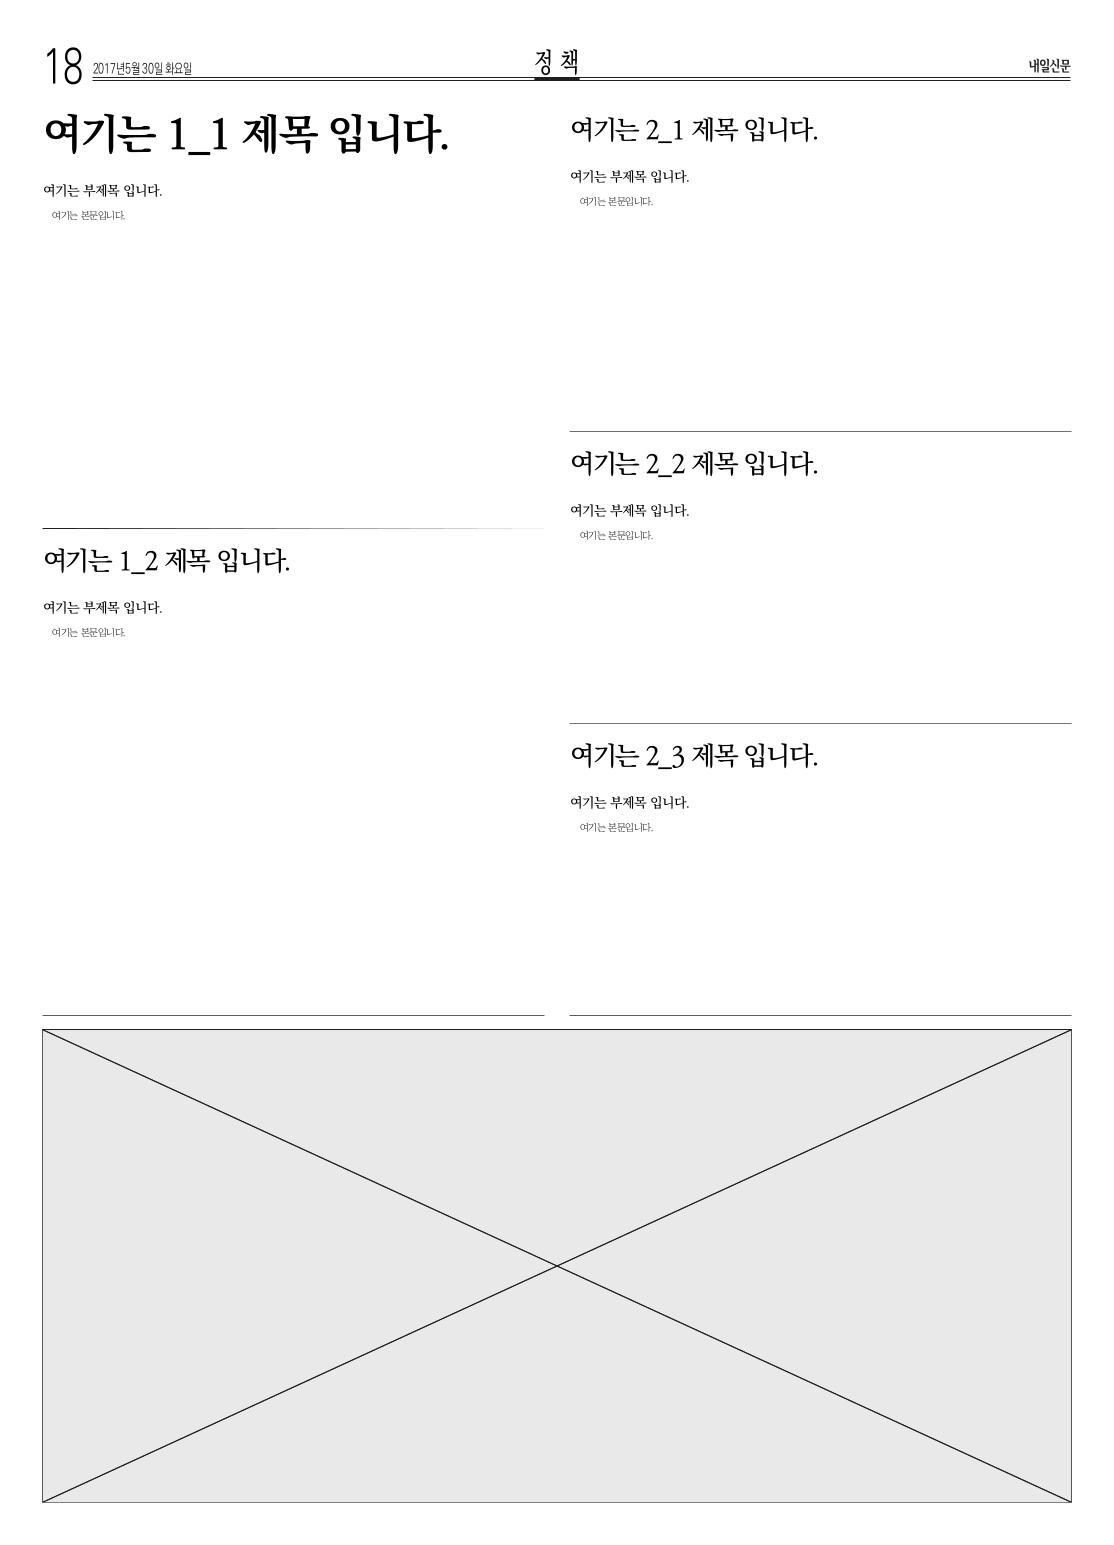 18 2017년5월 30일 화요일
정 책
내일신문
여기는 1_1 제목 입니다.
여기는 부제목 입니다.
여기는 본문입니다.
여기는 1_2 제목 입니다.
여기는 부제목 입니다.
여기는 본문입니다.
여기는 2_1 제목 입니다.
여기는 부제목 입니다.
여기는 본문입니다.
여기는 2_2 제목 입니다.
여기는 부제목 입니다.
여기는 본문입니다.
여기는 2_3 제목 입니다.
여기는 부제목 입니다.
여기는 본문입니다.